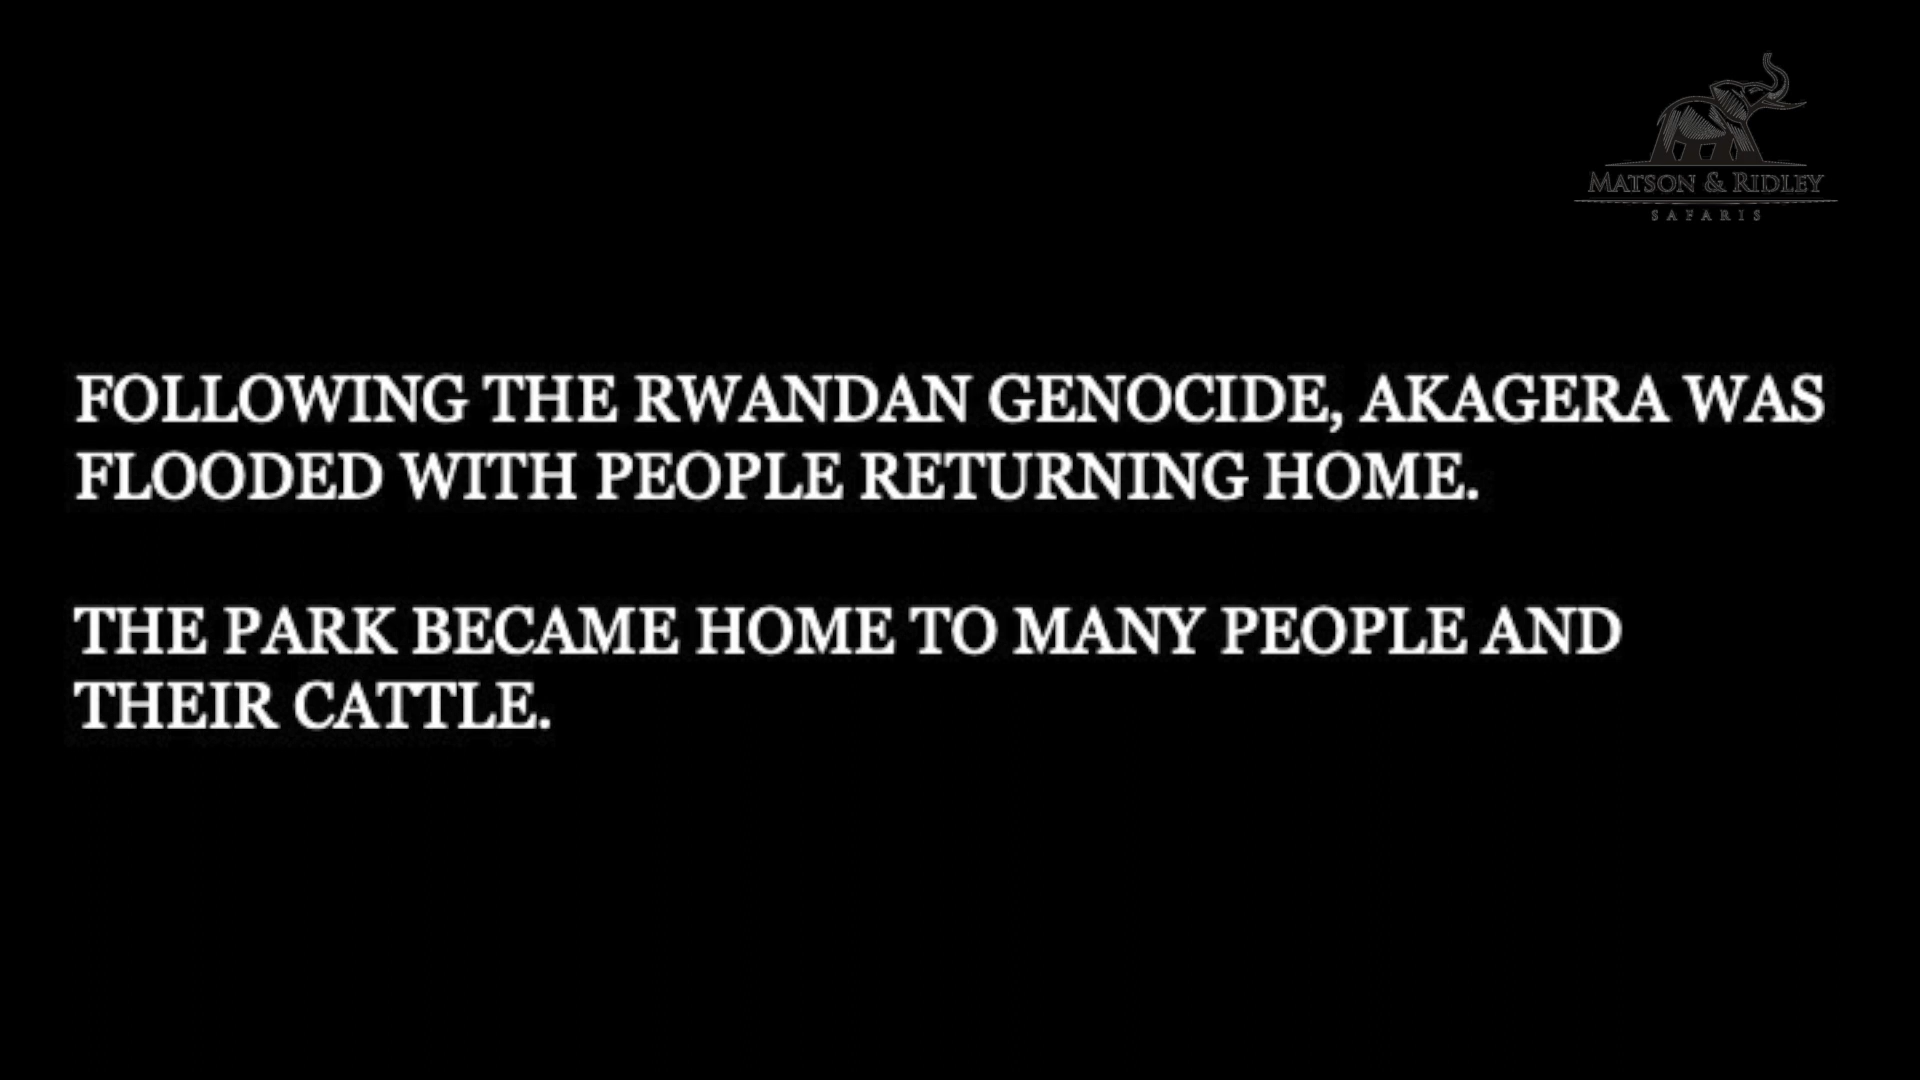 MATSON & RIDLEY
SAFARIS
FOLLOWING THE RWANDAN GENOCIDE, AKAGERA WAS
FLOODED WITH PEOPLE RETURNING HOME.
THE PARK BECAME HOME TO MANY PEOPLE AND
THEIR CATTLE.